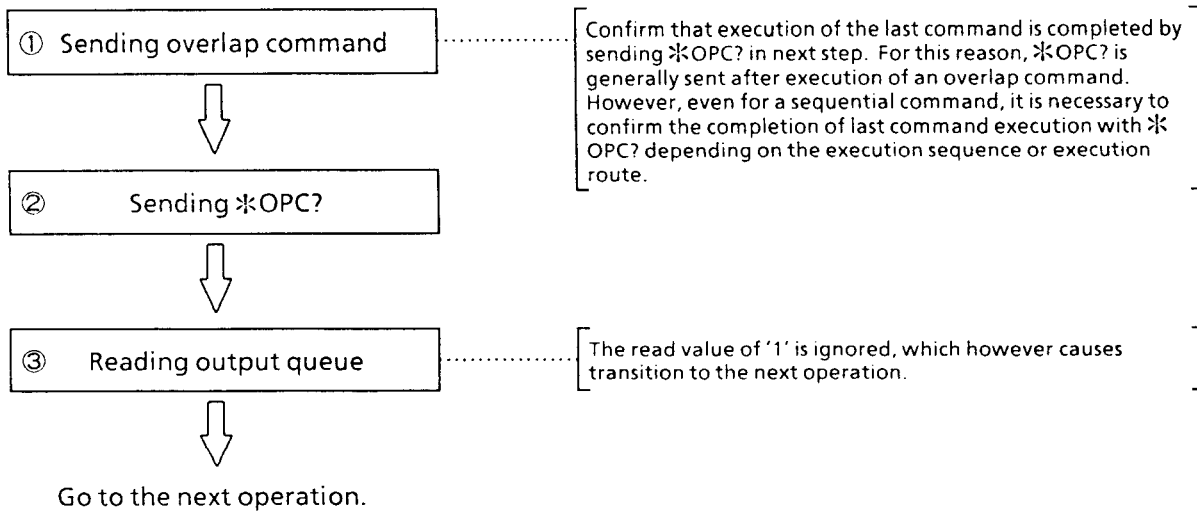 ① Sending overlap command
Confirm that execution of the last command is completed by
sending ✻OPC? in next step. For this reason, ✻OPC? is
generally sent after execution of an overlap command.
However, even for a sequential command, it is necessary to
confirm the completion of last command execution with ✻
OPC? depending on the execution sequence or execution
route.
② Sending ✻OPC?
③ Reading output queue
The read value of '1' is ignored, which however causes
transition to the next operation.
Go to the next operation.